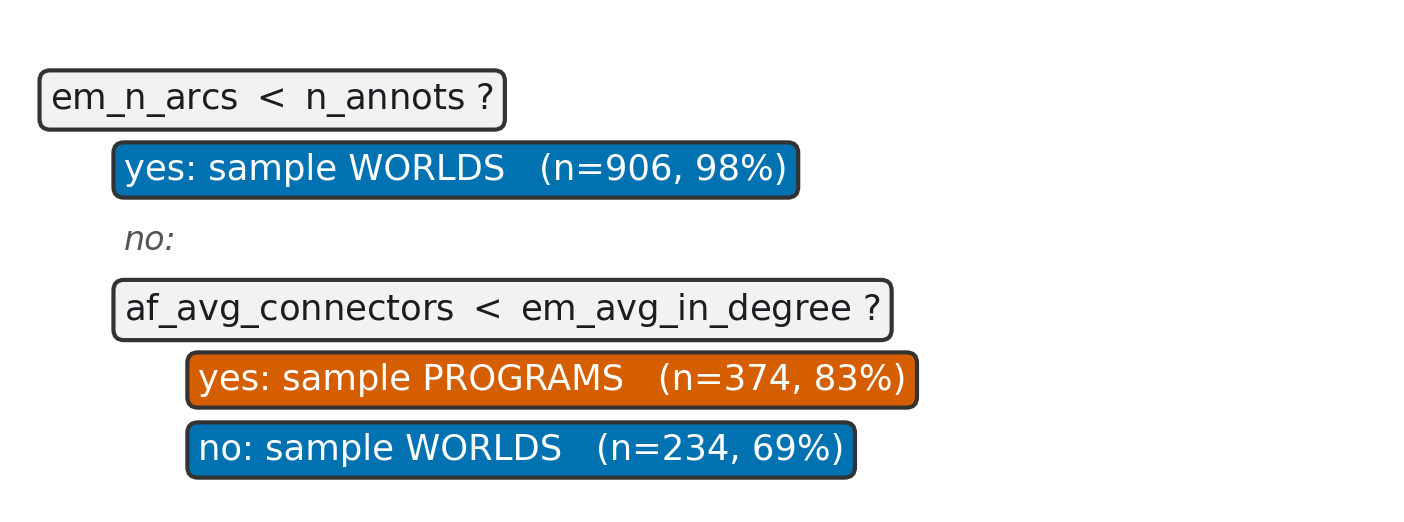 em_n_arcs < n_annots ?
yes: sample WORLDS (n=906, 98%)
no:
af_avg_connectors < em_avg_in_degree ?
yes: sample PROGRAMS (n=374, 83%)
no: sample WORLDS (n=234, 69%)